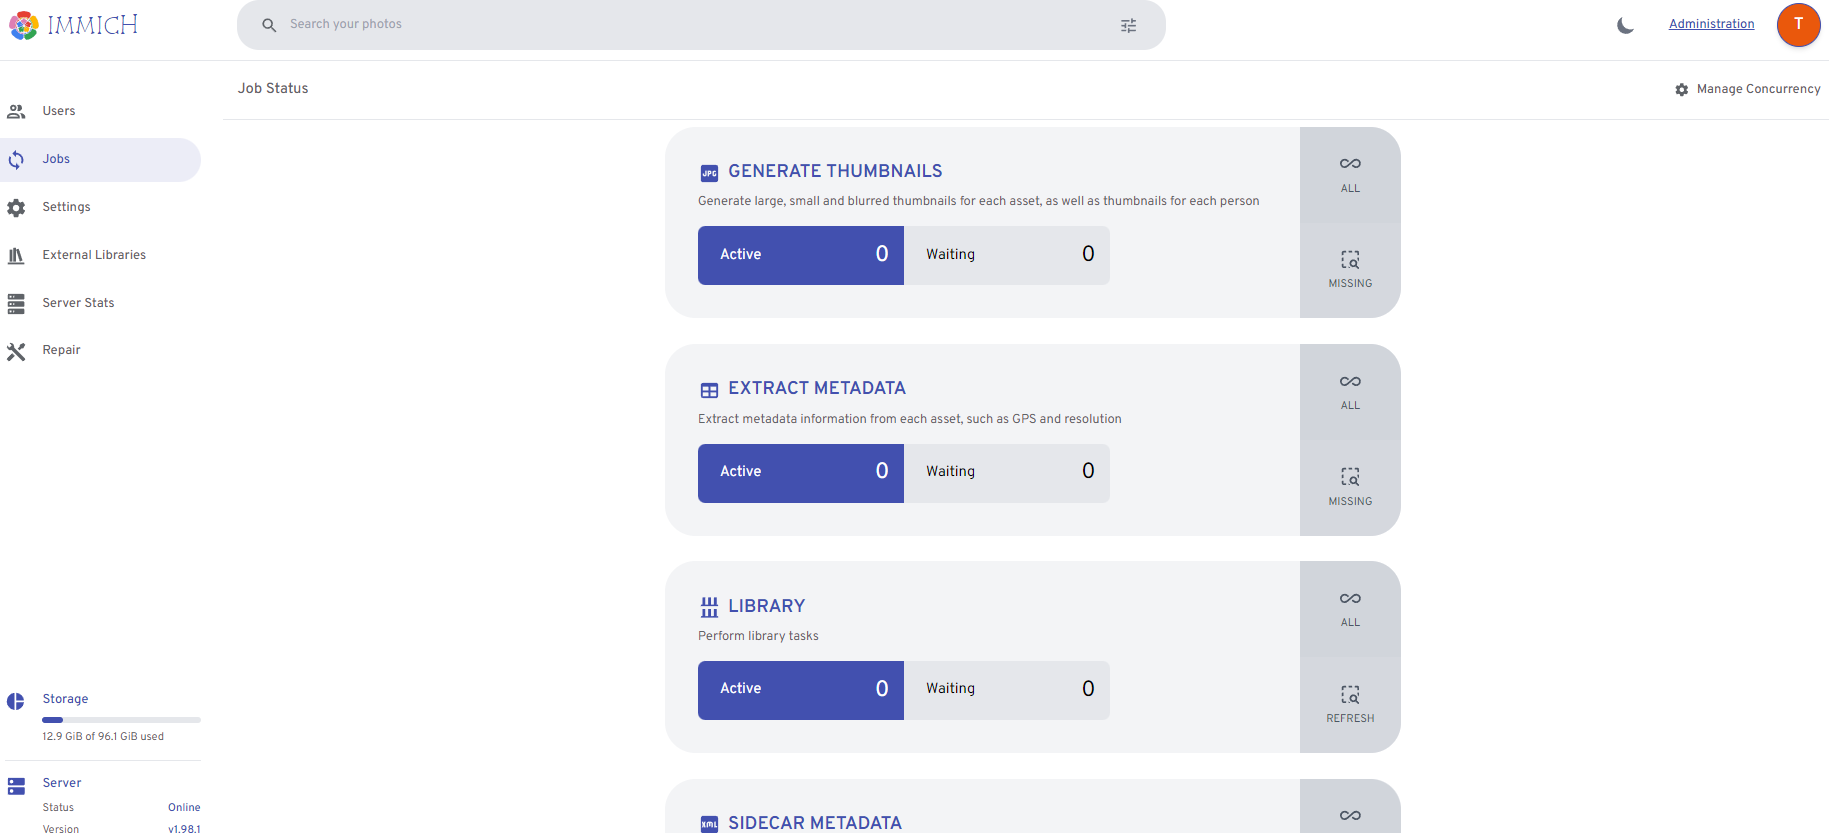 IMMICH
Search your photos
Administration
T
Users
Jobs
Settings
External Libraries
Server Stats
Repair
Storage
12.9 GiB of 96.1 GiB used
Server
Status Online
Version v1.98.1
Job Status
Manage Concurrency
JPG GENERATE THUMBNAILS
Generate large, small and blurred thumbnails for each asset, as well as thumbnails for each person
Active 0 Waiting 0
ALL
MISSING
EXTRACT METADATA
Extract metadata information from each asset, such as GPS and resolution
Active 0 Waiting 0
ALL
MISSING
LIBRARY
Perform library tasks
Active 0 Waiting 0
ALL
REFRESH
XML SIDECAR METADATA